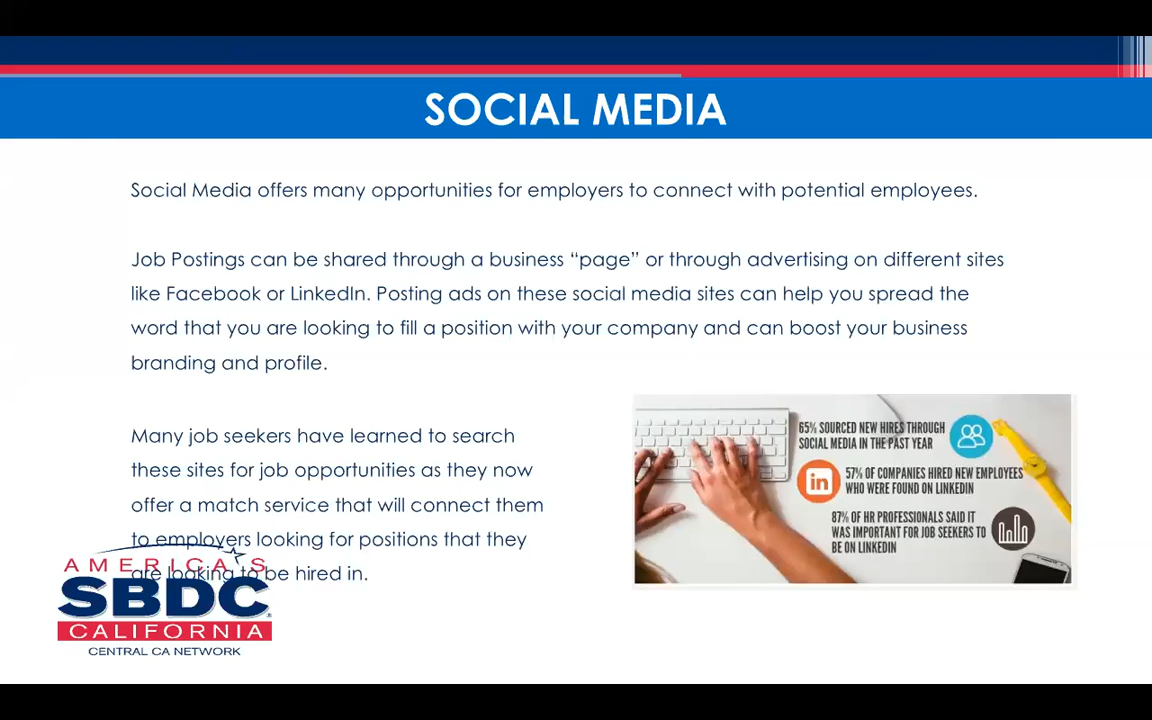 SOCIAL MEDIA
Social Media offers many opportunities for employers to connect with potential employees.
Job Postings can be shared through a business “page” or through advertising on different sites
like Facebook or LinkedIn. Posting ads on these social media sites can help you spread the
word that you are looking to fill a position with your company and can boost your business
branding and profile.
Many job seekers have learned to search
these sites for job opportunities as they now
offer a match service that will connect them
to employers looking for positions that they
are looking to be hired in.
65% SOURCED NEW HIRES THROUGH
SOCIAL MEDIA IN THE PAST YEAR
in
57% OF COMPANIES HIRED NEW EMPLOYEES
WHO WERE FOUND ON LINKEDIN
87% OF HR PROFESSIONALS SAID IT
WAS IMPORTANT FOR JOB SEEKERS TO
BE ON LINKEDIN
AMERICA'S
SBDC
CALIFORNIA
CENTRAL CA NETWORK